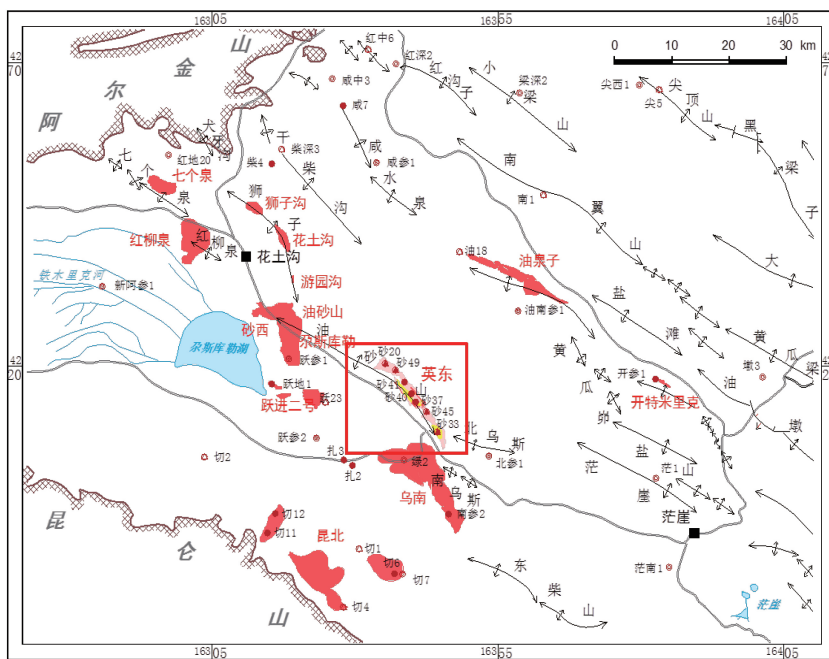 163 05
163 55
164 05
42 70
42 20
0 10 20 30 km
阿尔金山
昆仑山
红中6
红深2
咸中3
咸7
红沟子
小梁山
梁深2
尖西1
尖5
尖顶山
黑梁子
犬牙沟
红地20
七个泉
七个泉
干柴沟
柴深3
柴4
咸水泉
咸参1
狮子沟
狮子
花土沟
花土沟
游园沟
红柳泉
红柳泉
铁木里克河
新阿参1
尕斯库勒湖
油砂山
砂西
尕斯库勒
跃参1
跃地1
跃进二号
跃23
跃参2
南翼山
南1
油18
油泉子
油南参1
大
盐滩
黄瓜梁
黄瓜峁
墩3
油墩
开参1
开特米里克
油砂山
砂20
砂49
砂41
砂40
砂37
砂45
砂33
英东
北乌斯
北参1
切2
扎3
扎2
绿2
乌南
南乌斯
南参2
盐山
茫1
茫崖
茫崖
茫南1
茫崖
切12
切11
昆北
切1
切6
切7
切4
东柴山